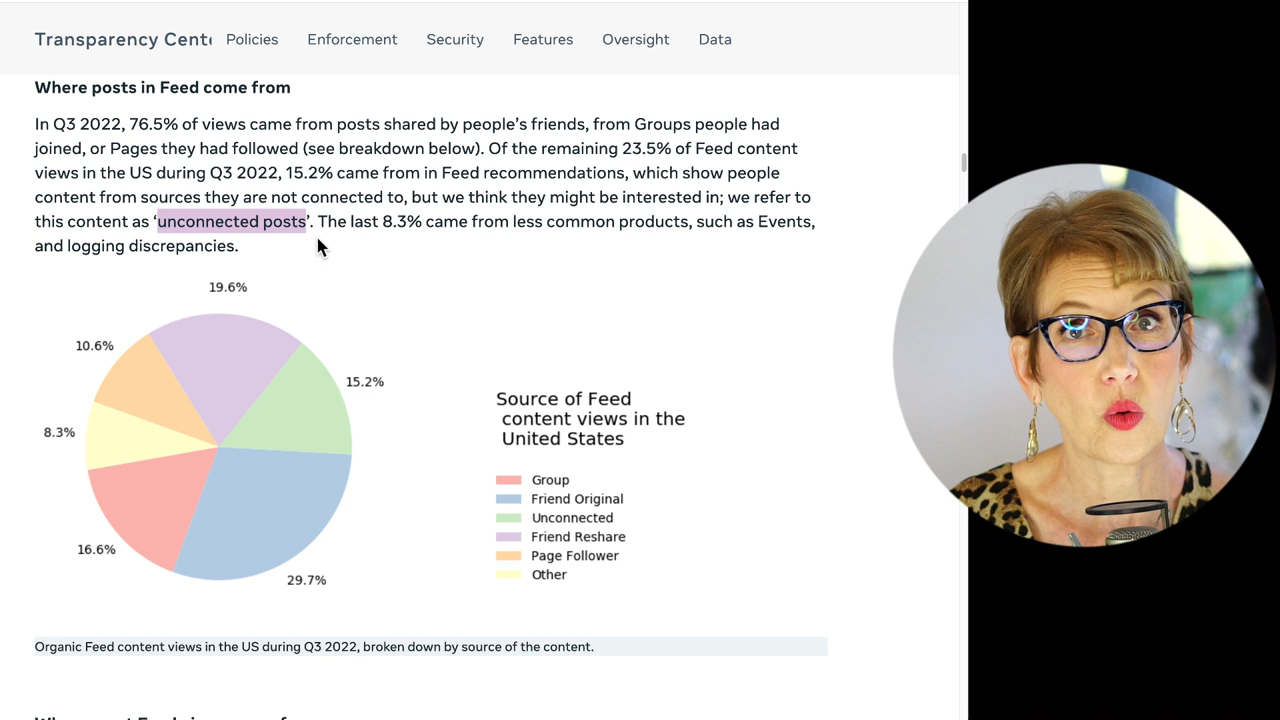 Transparency Cent
Policies
Enforcement
Security
Features
Oversight
Data
Where posts in Feed come from
In Q3 2022, 76.5% of views came from posts shared by people’s friends, from Groups people had
joined, or Pages they had followed (see breakdown below). Of the remaining 23.5% of Feed content
views in the US during Q3 2022, 15.2% came from in Feed recommendations, which show people
content from sources they are not connected to, but we think they might be interested in; we refer to
this content as ‘unconnected posts’. The last 8.3% came from less common products, such as Events,
and logging discrepancies.
19.6%
10.6%
15.2%
8.3%
16.6%
29.7%
Source of Feed
content views in the
United States
Group
Friend Original
Unconnected
Friend Reshare
Page Follower
Other
Organic Feed content views in the US during Q3 2022, broken down by source of the content.